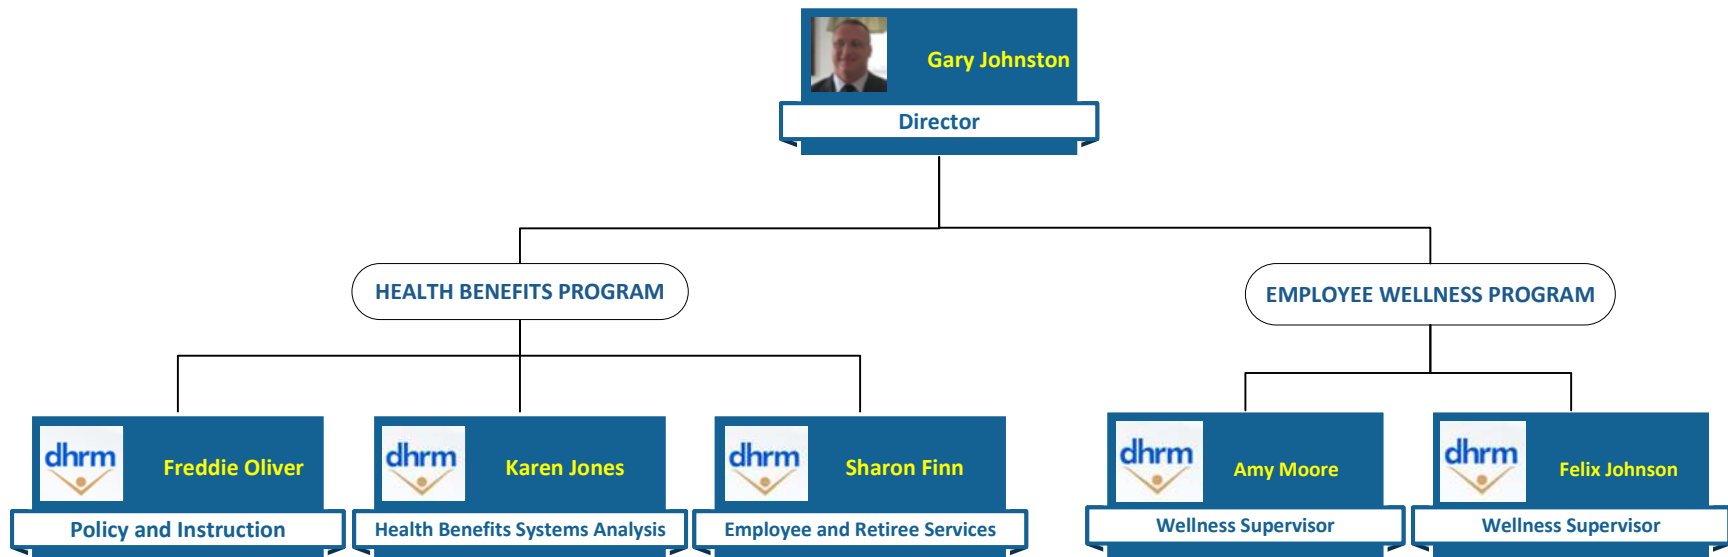 Gary Johnston
Director
HEALTH BENEFITS PROGRAM
EMPLOYEE WELLNESS PROGRAM
dhrm
Freddie Oliver
Policy and Instruction
dhrm
Karen Jones
Health Benefits Systems Analysis
dhrm
Sharon Finn
Employee and Retiree Services
dhrm
Amy Moore
Wellness Supervisor
dhrm
Felix Johnson
Wellness Supervisor